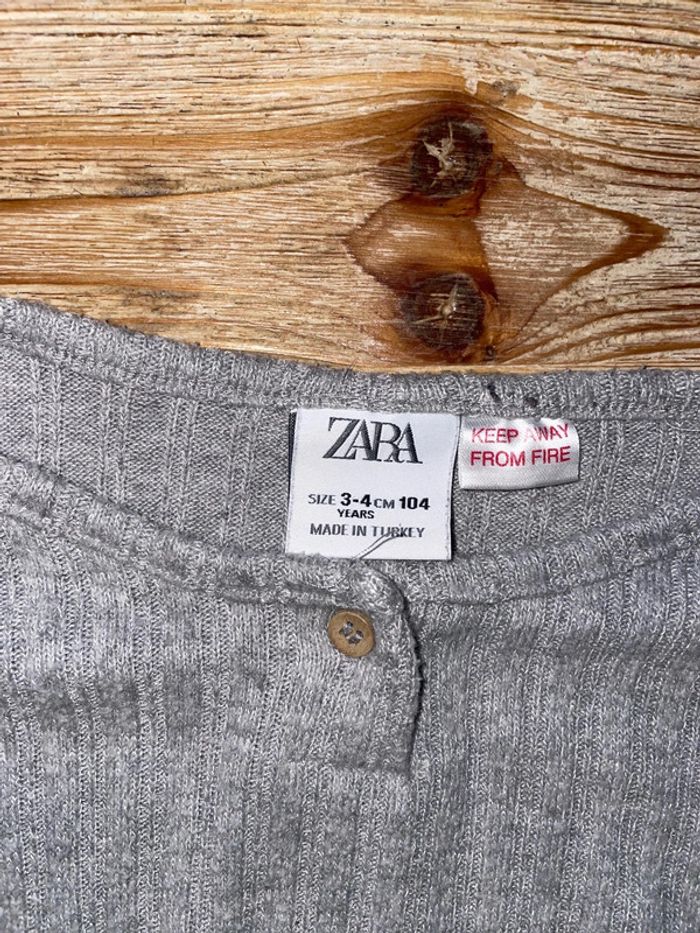 ZARA
SIZE 3-4 CM 104
YEARS
MADE IN TURKEY
KEEP AWAY
FROM FIRE